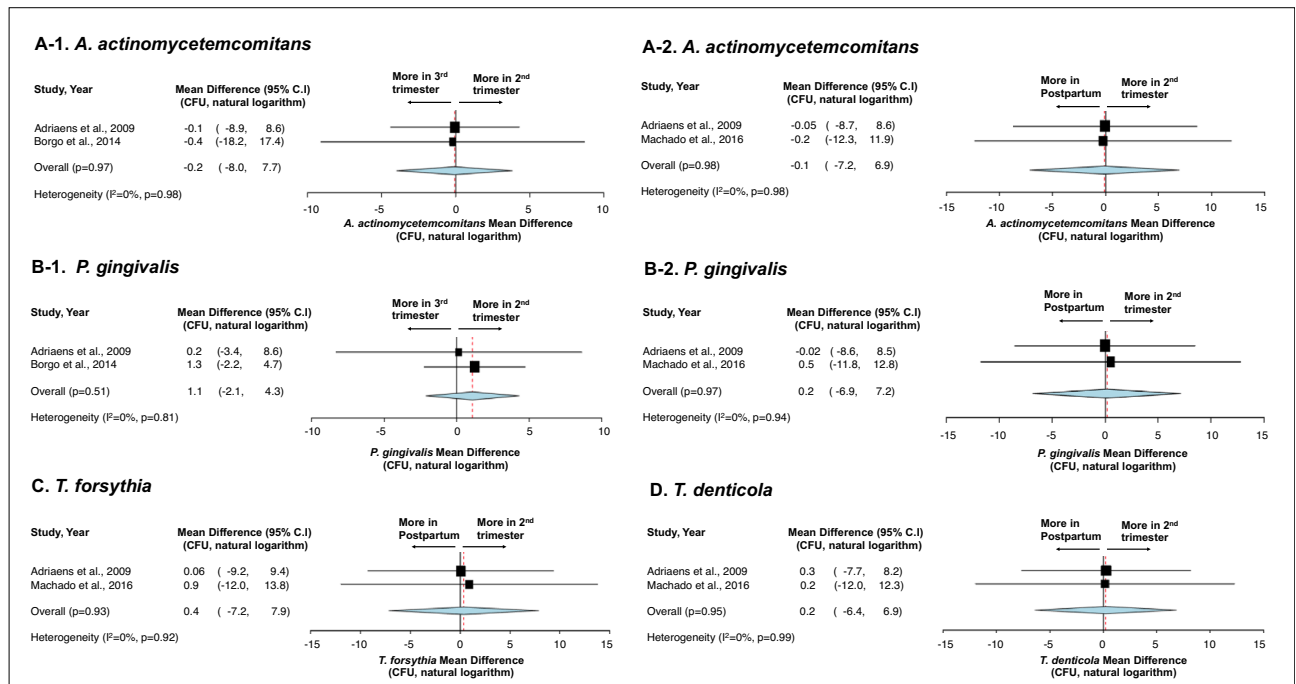 A-1. A. actinomycetemcomitans
Study, Year
Mean Difference (95% C.I)
(CFU, natural logarithm)
More in 3rd
trimester
More in 2nd
trimester
Adriaens et al., 2009 -0.1 ( -8.9, 8.6)
Borgo et al., 2014 -0.4 (-18.2, 17.4)
Overall (p=0.97) -0.2 ( -8.0, 7.7)
Heterogeneity (I²=0%, p=0.98)
-10 -5 0 5 10
A. actinomycetemcomitans Mean Difference
(CFU, natural logarithm)
A-2. A. actinomycetemcomitans
Study, Year
Mean Difference (95% C.I)
(CFU, natural logarithm)
More in
Postpartum
More in 2nd
trimester
Adriaens et al., 2009 -0.05 ( -8.7, 8.6)
Machado et al., 2016 -0.2 (-12.3, 11.9)
Overall (p=0.98) -0.1 ( -7.2, 6.9)
Heterogeneity (I²=0%, p=0.98)
-15 -10 -5 0 5 10 15
A. actinomycetemcomitans Mean Difference
(CFU, natural logarithm)
B-1. P. gingivalis
Study, Year
Mean Difference (95% C.I)
(CFU, natural logarithm)
More in 3rd
trimester
More in 2nd
trimester
Adriaens et al., 2009 0.2 (-3.4, 8.6)
Borgo et al., 2014 1.3 (-2.2, 4.7)
Overall (p=0.51) 1.1 (-2.1, 4.3)
Heterogeneity (I²=0%, p=0.81)
-10 -5 0 5 10
P. gingivalis Mean Difference
(CFU, natural logarithm)
B-2. P. gingivalis
Study, Year
Mean Difference (95% C.I)
(CFU, natural logarithm)
More in
Postpartum
More in 2nd
trimester
Adriaens et al., 2009 -0.02 ( -8.6, 8.5)
Machado et al., 2016 0.5 (-11.8, 12.8)
Overall (p=0.97) 0.2 ( -6.9, 7.2)
Heterogeneity (I²=0%, p=0.94)
-15 -10 -5 0 5 10 15
P. gingivalis Mean Difference
(CFU, natural logarithm)
C. T. forsythia
Study, Year
Mean Difference (95% C.I)
(CFU, natural logarithm)
More in
Postpartum
More in 2nd
trimester
Adriaens et al., 2009 0.06 ( -9.2, 9.4)
Machado et al., 2016 0.9 (-12.0, 13.8)
Overall (p=0.93) 0.4 ( -7.2, 7.9)
Heterogeneity (I²=0%, p=0.92)
-15 -10 -5 0 5 10 15
T. forsythia Mean Difference
(CFU, natural logarithm)
D. T. denticola
Study, Year
Mean Difference (95% C.I)
(CFU, natural logarithm)
More in
Postpartum
More in 2nd
trimester
Adriaens et al., 2009 0.3 ( -7.7, 8.2)
Machado et al., 2016 0.2 (-12.0, 12.3)
Overall (p=0.95) 0.2 ( -6.4, 6.9)
Heterogeneity (I²=0%, p=0.99)
-15 -10 -5 0 5 10 15
T. denticola Mean Difference
(CFU, natural logarithm)